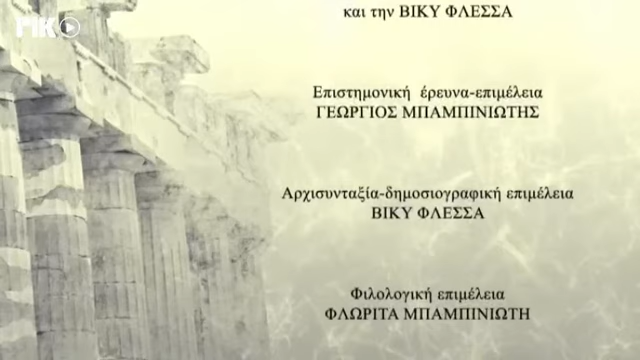 ΡΙΚ
και την ΒΙΚΥ ΦΛΕΣΣΑ
Επιστημονική έρευνα-επιμέλεια
ΓΕΩΡΓΙΟΣ ΜΠΑΜΠΙΝΙΩΤΗΣ
Αρχισυνταξία-δημοσιογραφική επιμέλεια
ΒΙΚΥ ΦΛΕΣΣΑ
Φιλολογική επιμέλεια
ΦΛΩΡΙΤΑ ΜΠΑΜΠΙΝΙΩΤΗ